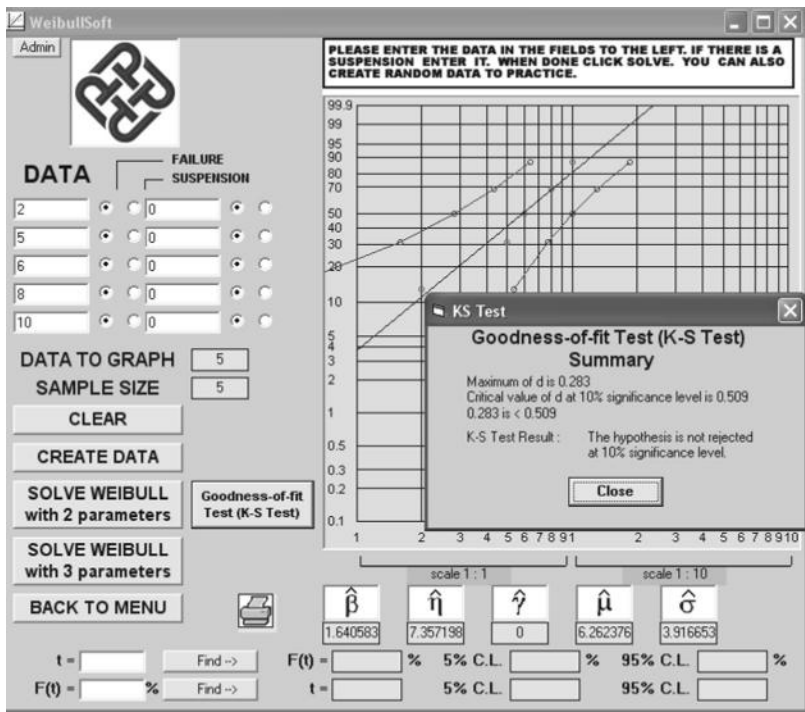 WeibullSoft
Admin
PLEASE ENTER THE DATA IN THE FIELDS TO THE LEFT. IF THERE IS A
SUSPENSION ENTER IT. WHEN DONE CLICK SOLVE. YOU CAN ALSO
CREATE RANDOM DATA TO PRACTICE.
DATA
FAILURE
SUSPENSION
2 0
5 0
6 0
8 0
10 0
DATA TO GRAPH 5
SAMPLE SIZE 5
CLEAR
CREATE DATA
SOLVE WEIBULL
with 2 parameters
Goodness-of-fit
Test (K-S Test)
SOLVE WEIBULL
with 3 parameters
BACK TO MENU
99.9
99
95
90
80
70
50
40
30
20
10
5
4
3
2
1
0.5
0.3
0.2
0.1
1 2 3 4 5 6 7 8 9 1 2 3 4 5 6 7 8 9 10
scale 1 : 1 scale 1 : 10
KS Test
Goodness-of-fit Test (K-S Test)
Summary
Maximum of d is 0.283
Critical value of d at 10% significance level is 0.509
0.283 is < 0.509
K-S Test Result : The hypothesis is not rejected
at 10% significance level.
Close
β̂ η̂ γ̂ μ̂ σ̂
1.640583 7.357198 0 6.262376 3.916653
t = Find --> F(t) = % 5% C.L. % 95% C.L. %
F(t) = % Find --> t = 5% C.L. 95% C.L.